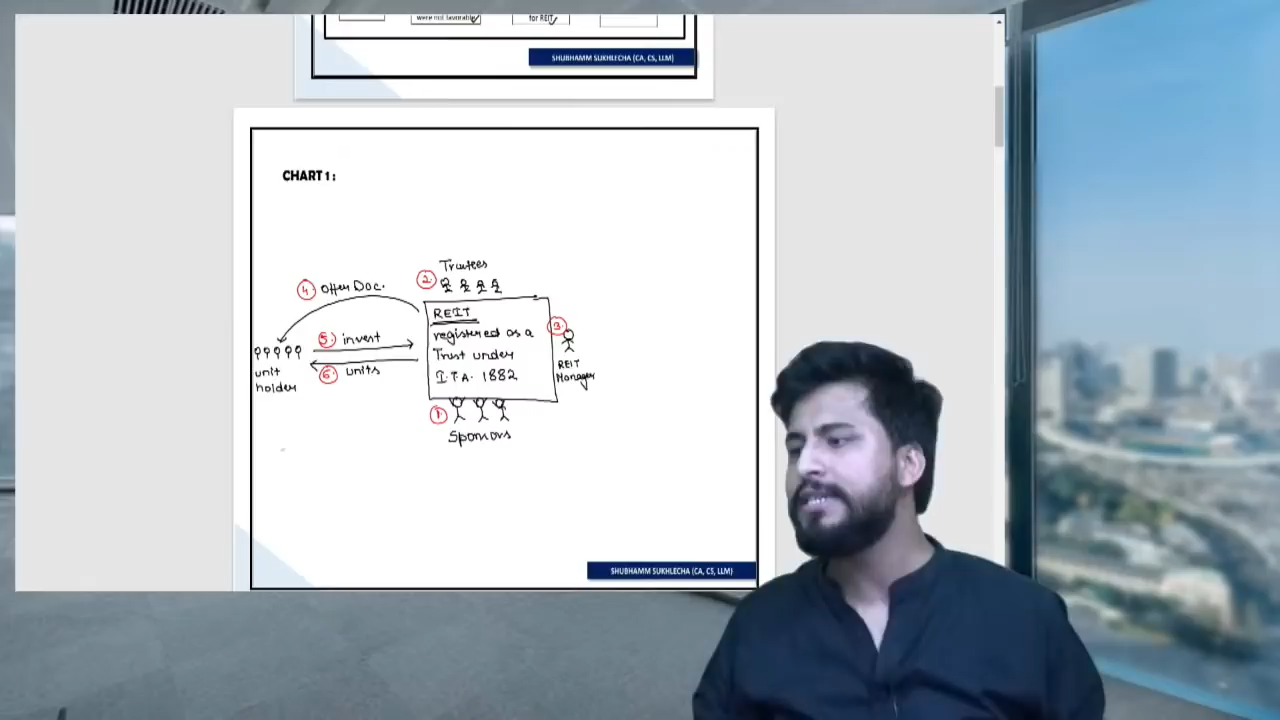 were not favorable
for REIT
SHUBHAMM SUKHLECHA (CA, CS, LLM)
CHART 1 :
Trustees
2.
4. Offer Doc.
REIT
registered as a
Trust under
I.T.A. 1882
3.
REIT
Manager
5. invest
6. units
unit
holder
1.
Sponsors
SHUBHAMM SUKHLECHA (CA, CS, LLM)